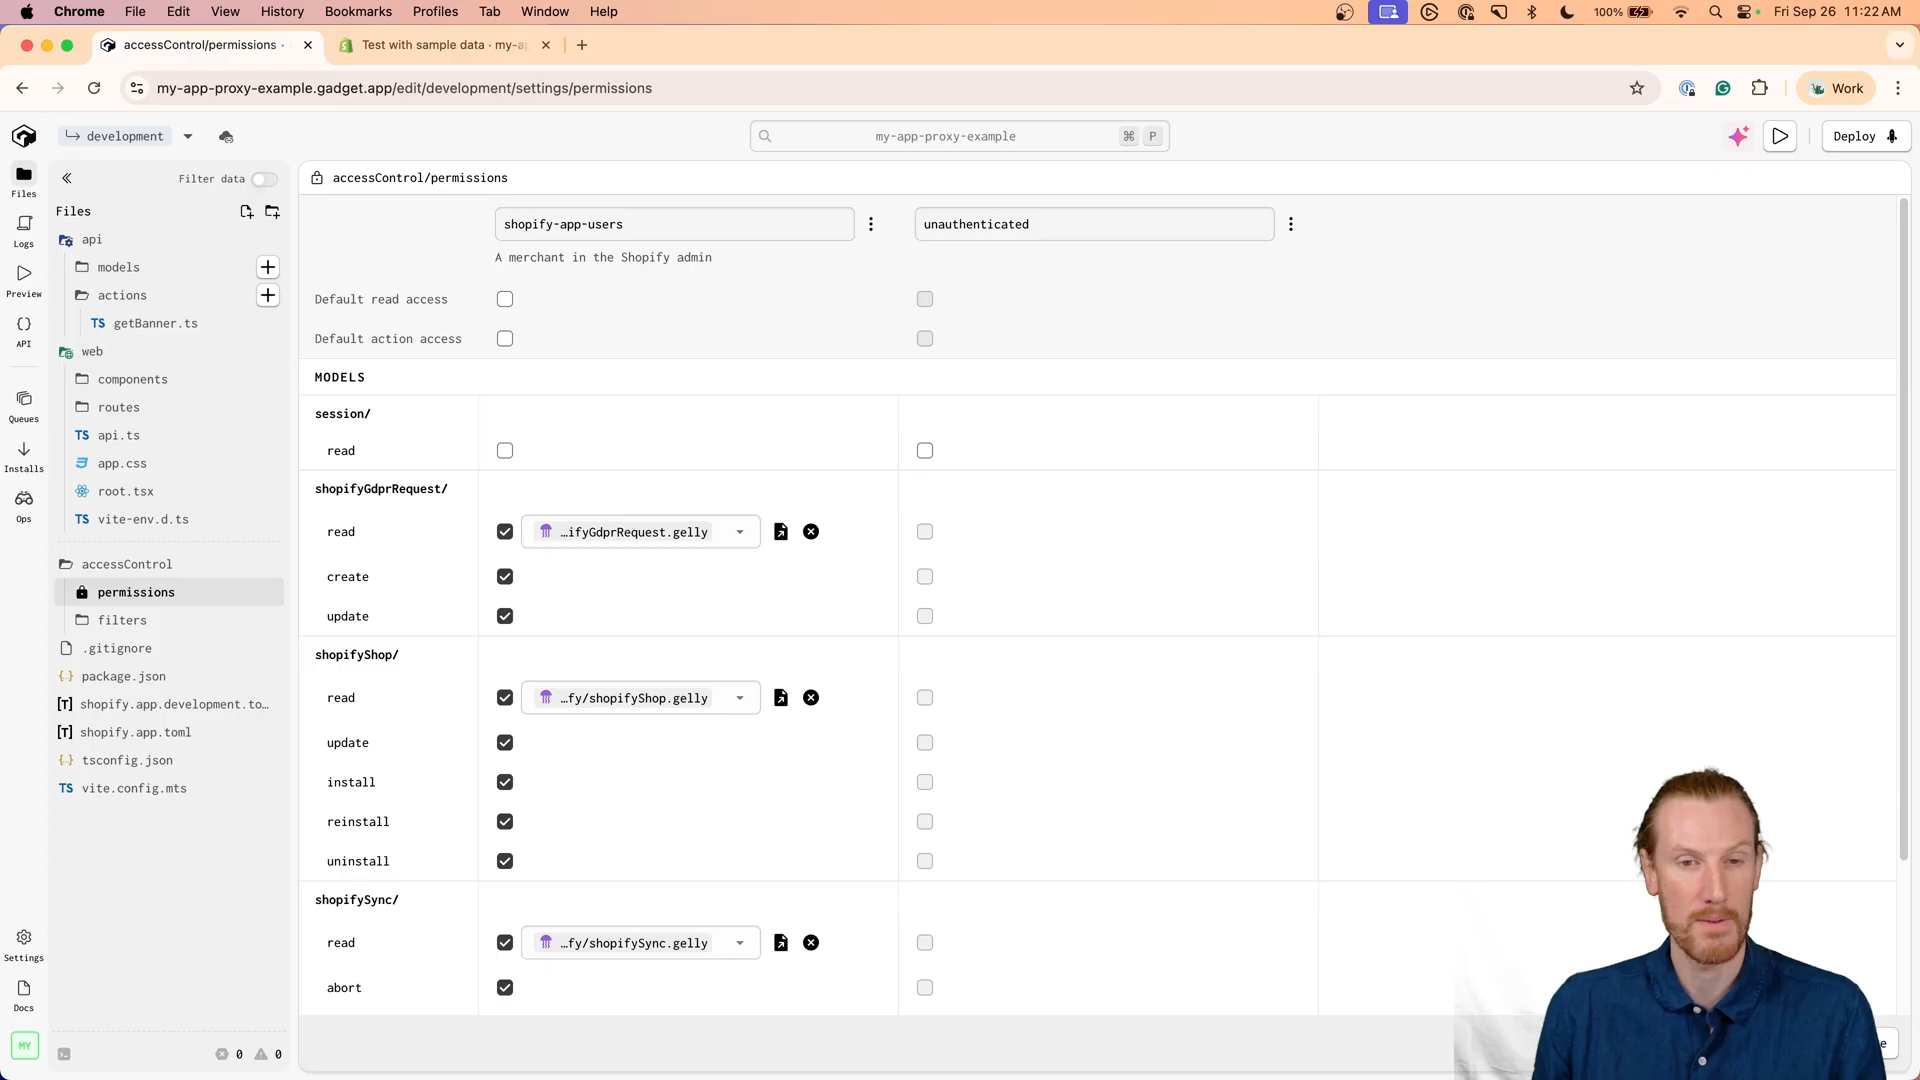 Chrome File Edit View History Bookmarks Profiles Tab Window Help 100% Fri Sep 26 11:22 AM
accessControl/permissions · Test with sample data · my-a
my-app-proxy-example.gadget.app/edit/development/settings/permissions Work
development my-app-proxy-example ⌘ P Deploy
Files
Logs
Preview
API
Queues
Installs
Ops
Settings
Docs
MY
Filter data
Files
api
models
actions
TS getBanner.ts
web
components
routes
TS api.ts
app.css
root.tsx
TS vite-env.d.ts
accessControl
permissions
filters
.gitignore
{} package.json
[T] shopify.app.development.to…
[T] shopify.app.toml
{} tsconfig.json
TS vite.config.mts
0 0
accessControl/permissions
shopify-app-users unauthenticated
A merchant in the Shopify admin
Default read access
Default action access
MODELS
session/
read
shopifyGdprRequest/
read …ifyGdprRequest.gelly
create
update
shopifyShop/
read …fy/shopifyShop.gelly
update
install
reinstall
uninstall
shopifySync/
read …fy/shopifySync.gelly
abort